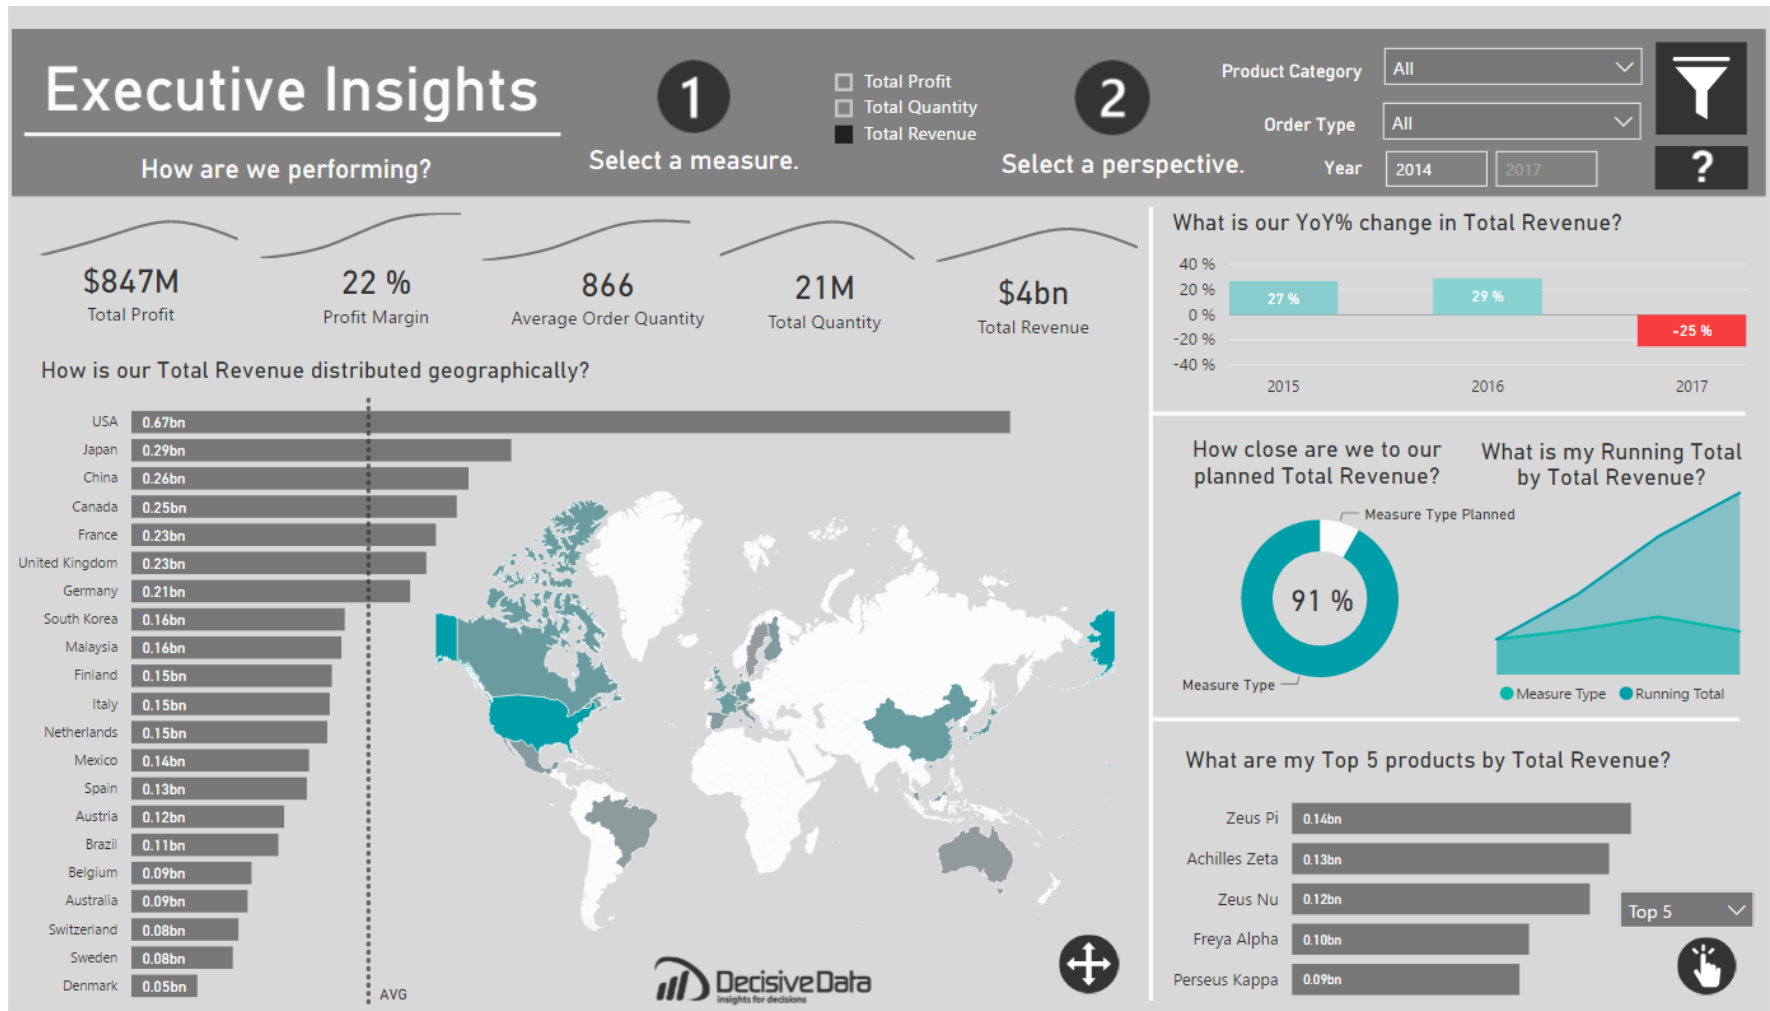 Executive Insights
How are we performing?
1
Select a measure.
Total Profit
Total Quantity
Total Revenue
2
Select a perspective.
Product Category
All
Order Type
All
Year
2014
2017
?
$847M
Total Profit
22 %
Profit Margin
866
Average Order Quantity
21M
Total Quantity
$4bn
Total Revenue
How is our Total Revenue distributed geographically?
USA 0.67bn
Japan 0.29bn
China 0.26bn
Canada 0.25bn
France 0.23bn
United Kingdom 0.23bn
Germany 0.21bn
South Korea 0.16bn
Malaysia 0.16bn
Finland 0.15bn
Italy 0.15bn
Netherlands 0.15bn
Mexico 0.14bn
Spain 0.13bn
Austria 0.12bn
Brazil 0.11bn
Belgium 0.09bn
Australia 0.09bn
Switzerland 0.08bn
Sweden 0.08bn
Denmark 0.05bn
AVG
DecisiveData
insights for decisions
What is our YoY% change in Total Revenue?
40 %
20 %
0 %
-20 %
-40 %
27 %
29 %
-25 %
2015
2016
2017
How close are we to our
planned Total Revenue?
Measure Type Planned
91 %
Measure Type
What is my Running Total
by Total Revenue?
Measure Type
Running Total
What are my Top 5 products by Total Revenue?
Zeus Pi 0.14bn
Achilles Zeta 0.13bn
Zeus Nu 0.12bn
Freya Alpha 0.10bn
Perseus Kappa 0.09bn
Top 5